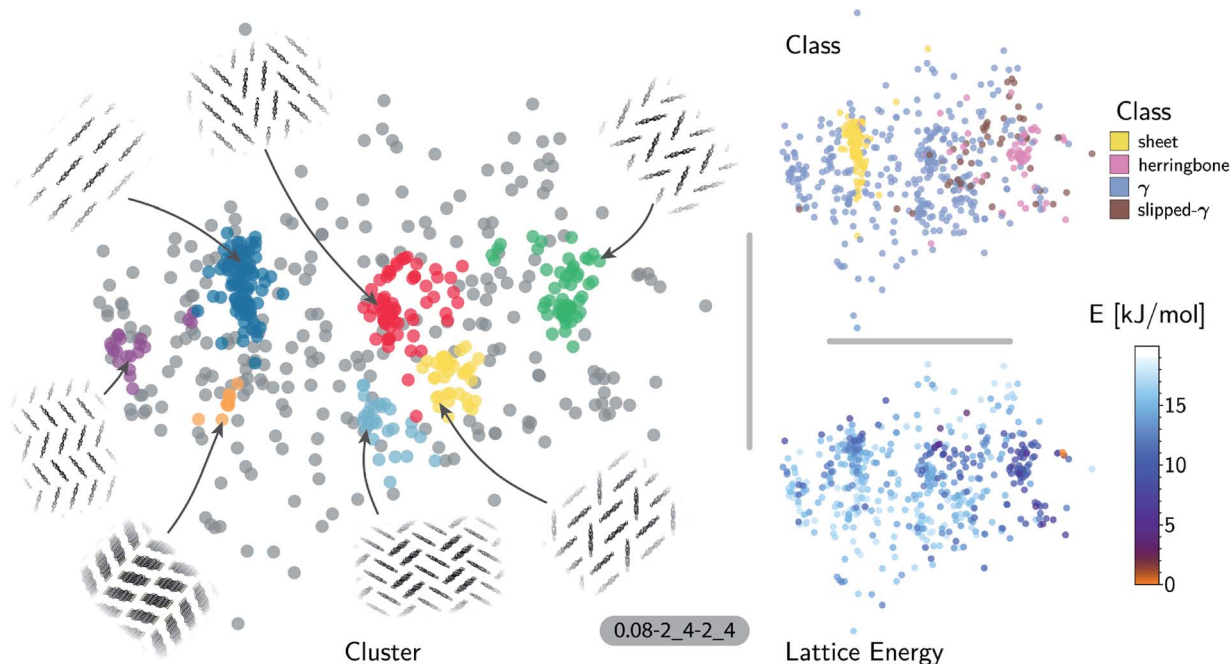 Class
Class
sheet
herringbone
γ
slipped-γ
E [kJ/mol]
15
10
5
0
0.08-2_4-2_4
Cluster
Lattice Energy